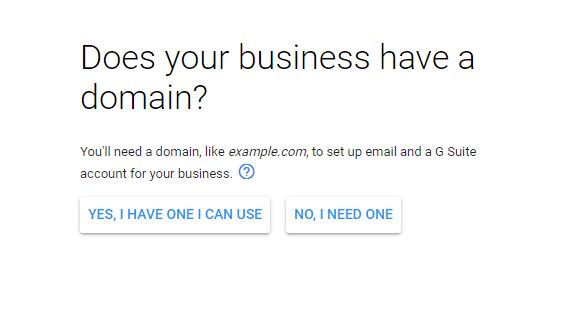 Does your business have a
domain?
You'll need a domain, like example.com, to set up email and a G Suite
account for your business. ?
YES, I HAVE ONE I CAN USE
NO, I NEED ONE